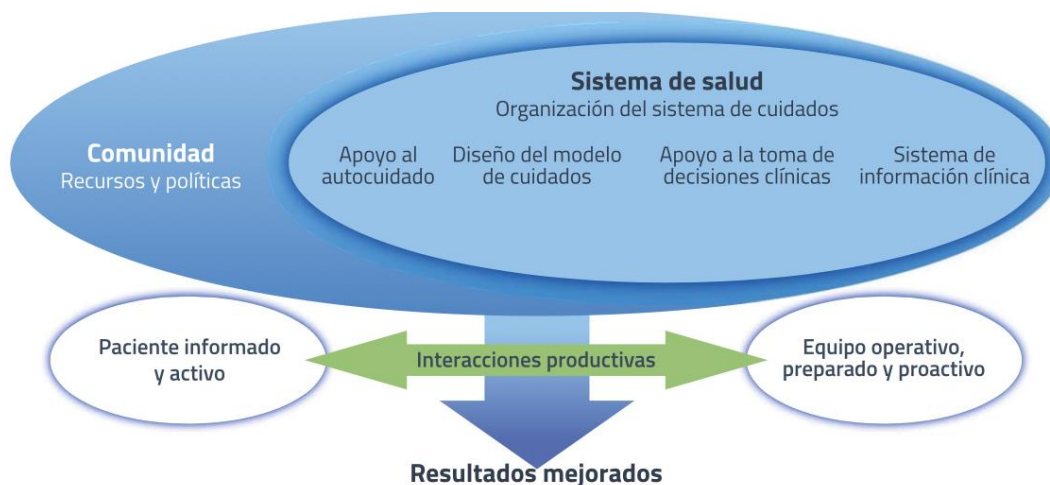 Sistema de salud
Organización del sistema de cuidados
Comunidad
Recursos y políticas
Apoyo al
autocuidado
Diseño del modelo
de cuidados
Apoyo a la toma de
decisiones clínicas
Sistema de
información clínica
Paciente informado
y activo
Interacciones productivas
Equipo operativo,
preparado y proactivo
Resultados mejorados